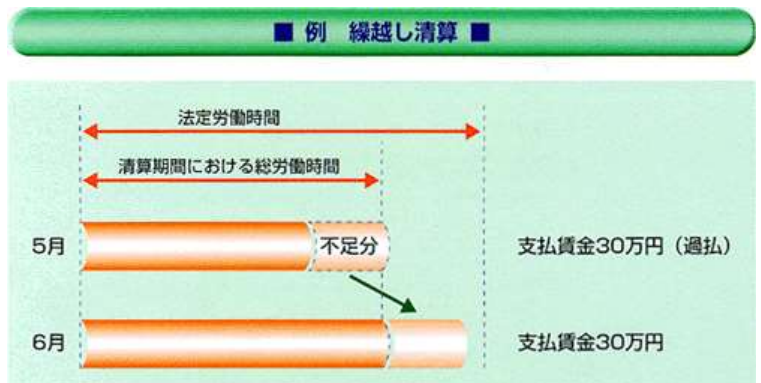 ■ 例　繰越し清算 ■
法定労働時間
清算期間における総労働時間
5月
不足分
支払賃金30万円（過払）
6月
支払賃金30万円